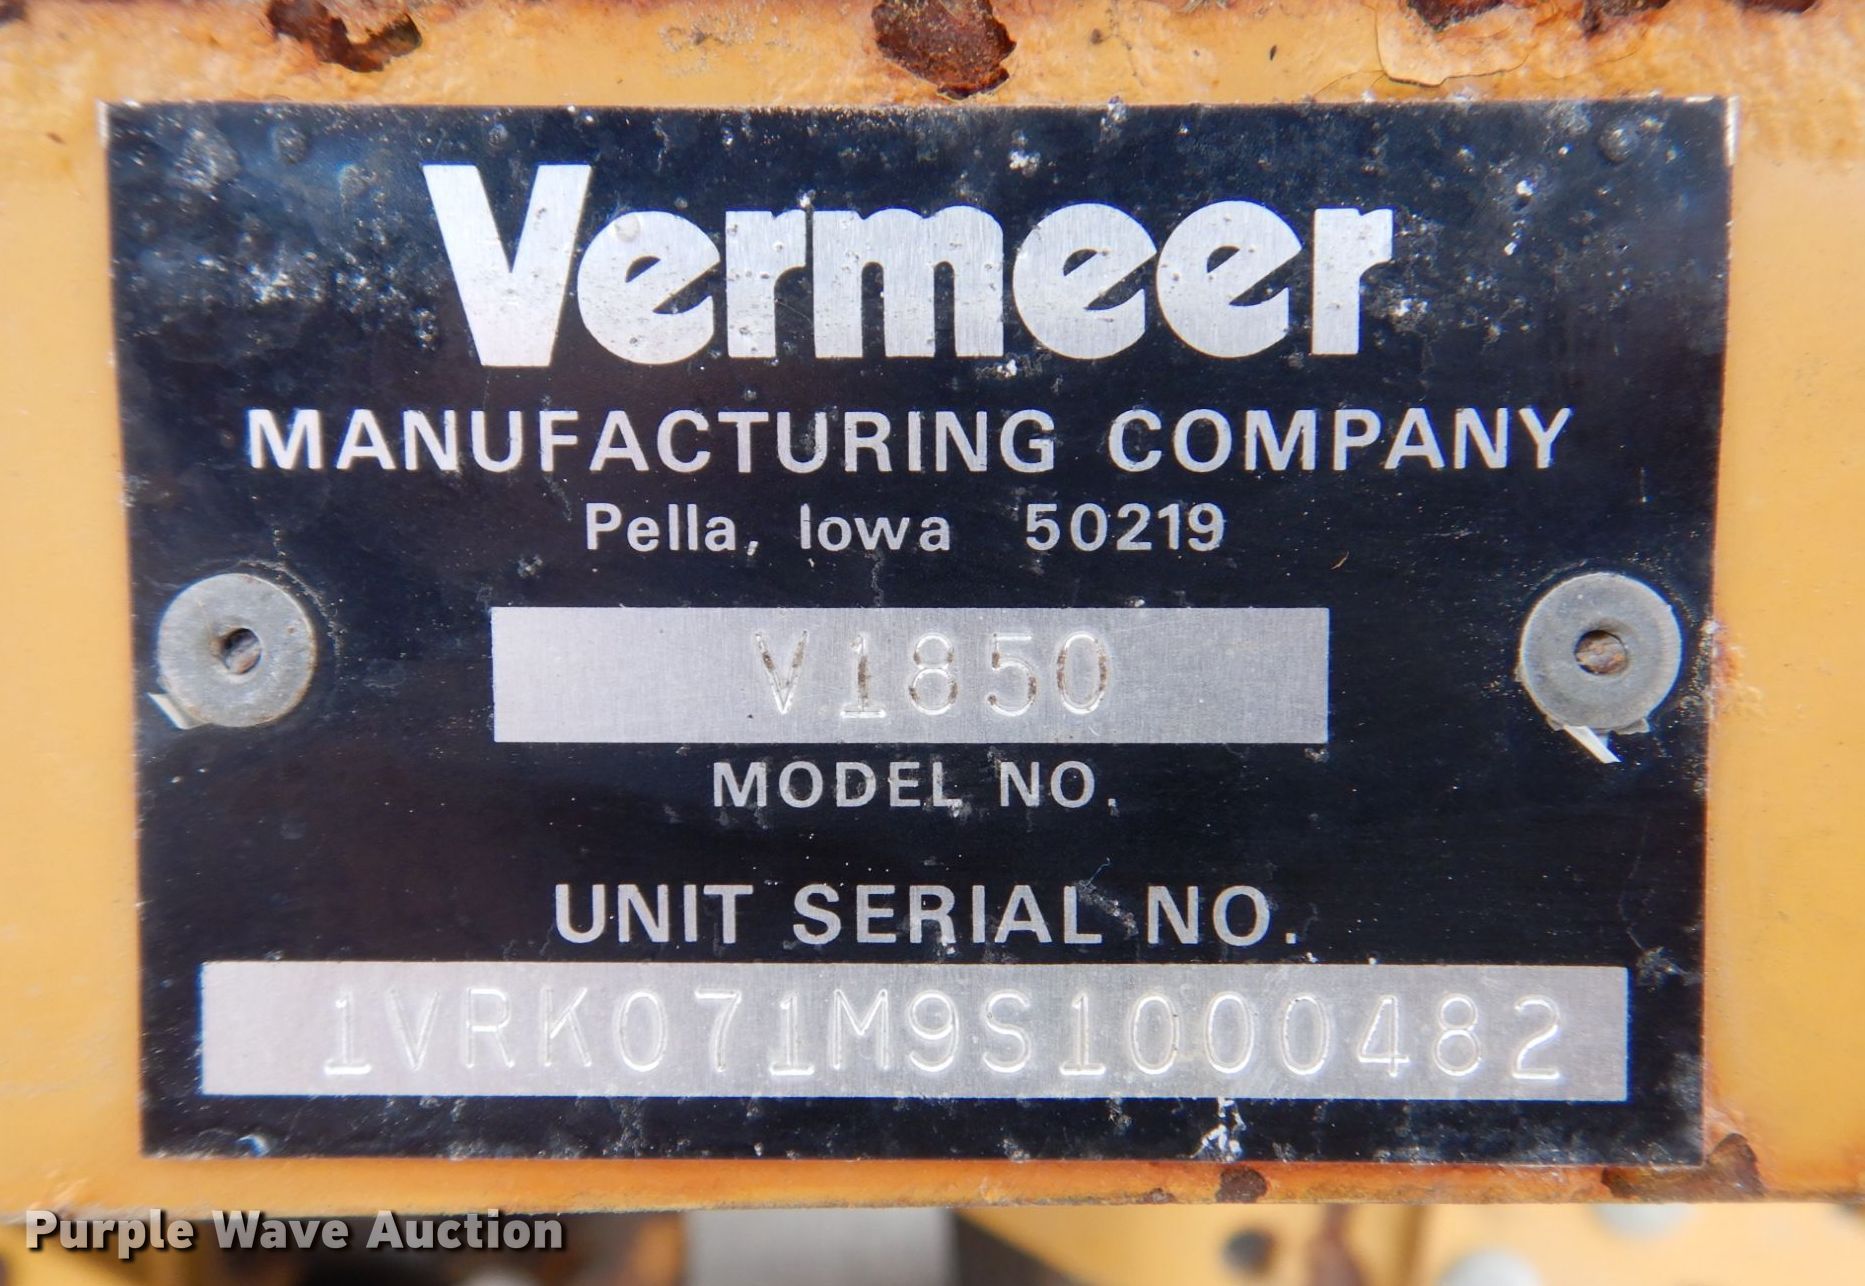 Vermeer
MANUFACTURING COMPANY
Pella, Iowa 50219
V1850
MODEL NO.
UNIT SERIAL NO.
1VRK071M9S1000482
Purple Wave Auction